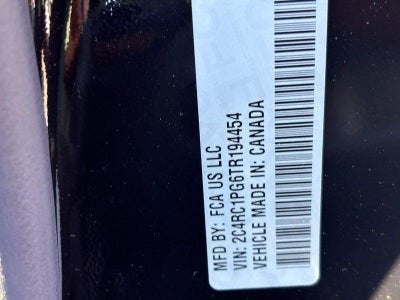 MFD BY: FCA US LLC
VIN: 2C4RC1PG6TR194454
VEHICLE MADE IN: CANADA